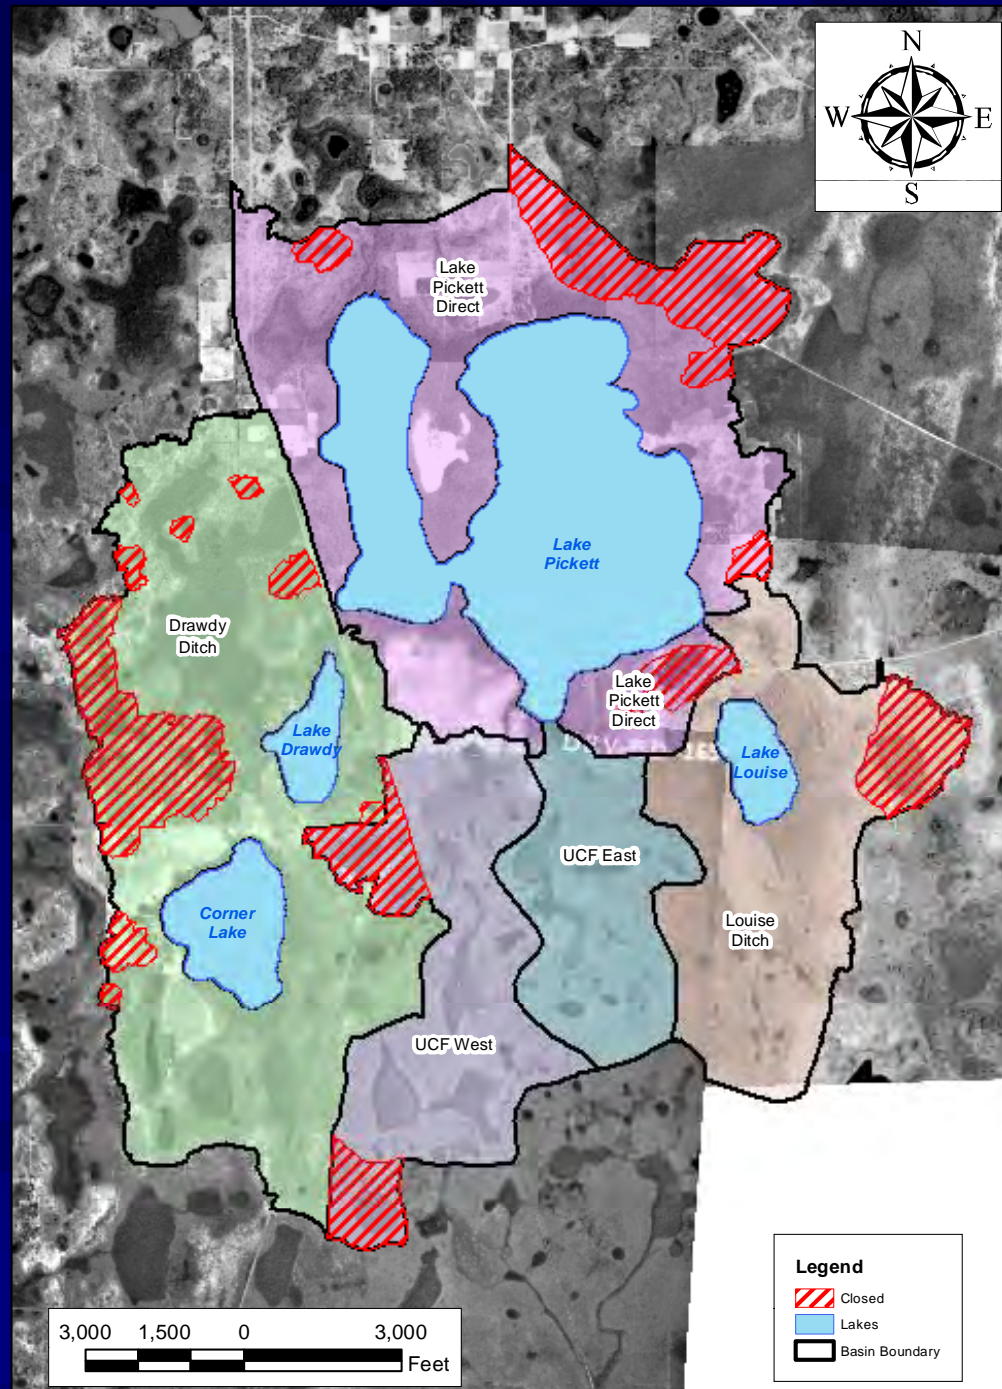 N
W E
S
Lake
Pickett
Direct
Lake
Pickett
Drawdy
Ditch
Lake
Pickett
Direct
Lake
Drawdy
Lake
Louise
UCF East
Corner
Lake
Louise
Ditch
UCF West
Legend
Closed
Lakes
Basin Boundary
3,000 1,500 0 3,000
Feet